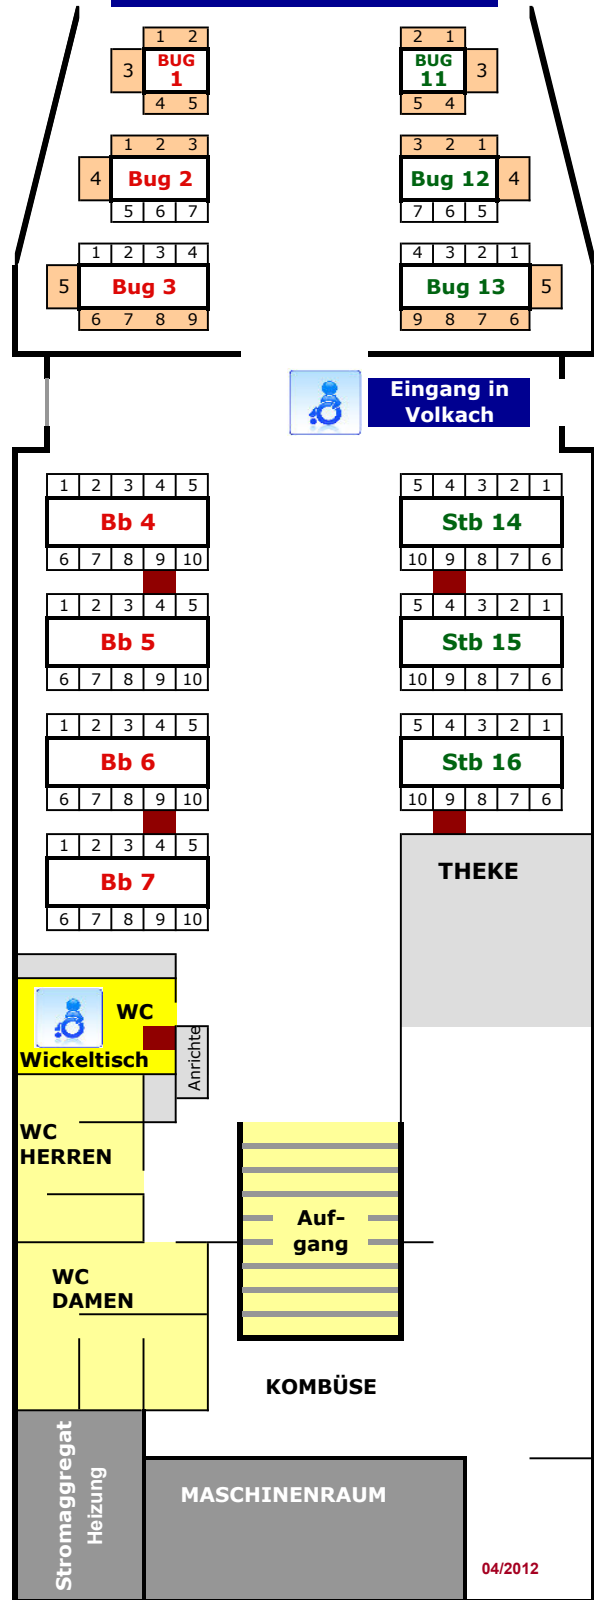 1 2 2 1
3 BUG 1 BUG 11 3
4 5 5 4
1 2 3 3 2 1
4 Bug 2 Bug 12 4
5 6 7 7 6 5
1 2 3 4 4 3 2 1
5 Bug 3 Bug 13 5
6 7 8 9 9 8 7 6
Eingang in
Volkach
1 2 3 4 5 5 4 3 2 1
Bb 4 Stb 14
6 7 8 9 10 10 9 8 7 6
1 2 3 4 5 5 4 3 2 1
Bb 5 Stb 15
6 7 8 9 10 10 9 8 7 6
1 2 3 4 5 5 4 3 2 1
Bb 6 Stb 16
6 7 8 9 10 10 9 8 7 6
1 2 3 4 5
Bb 7
6 7 8 9 10
THEKE
WC
Wickeltisch
Anrichte
WC
HERREN
Auf-
gang
WC
DAMEN
KOMBÜSE
Stromaggregat
Heizung
MASCHINENRAUM
04/2012